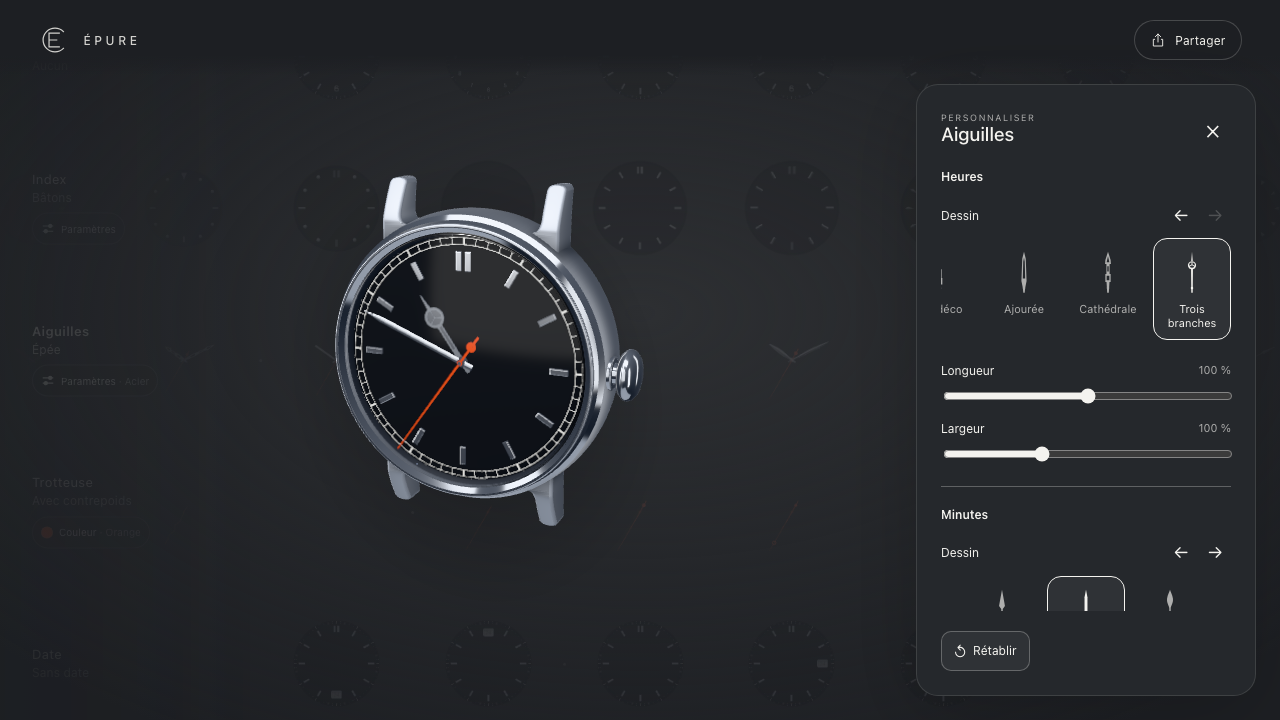 ÉPURE
Partager
Index
Bâtons
Paramètres
Aiguilles
Épée
Paramètres · Acier
Trotteuse
Avec contrepoids
Couleur · Orange
Date
Sans date
PERSONNALISER
Aiguilles
Heures
Dessin
Ajourée
Cathédrale
Trois
branches
Longueur
100 %
Largeur
100 %
Minutes
Dessin
Rétablir